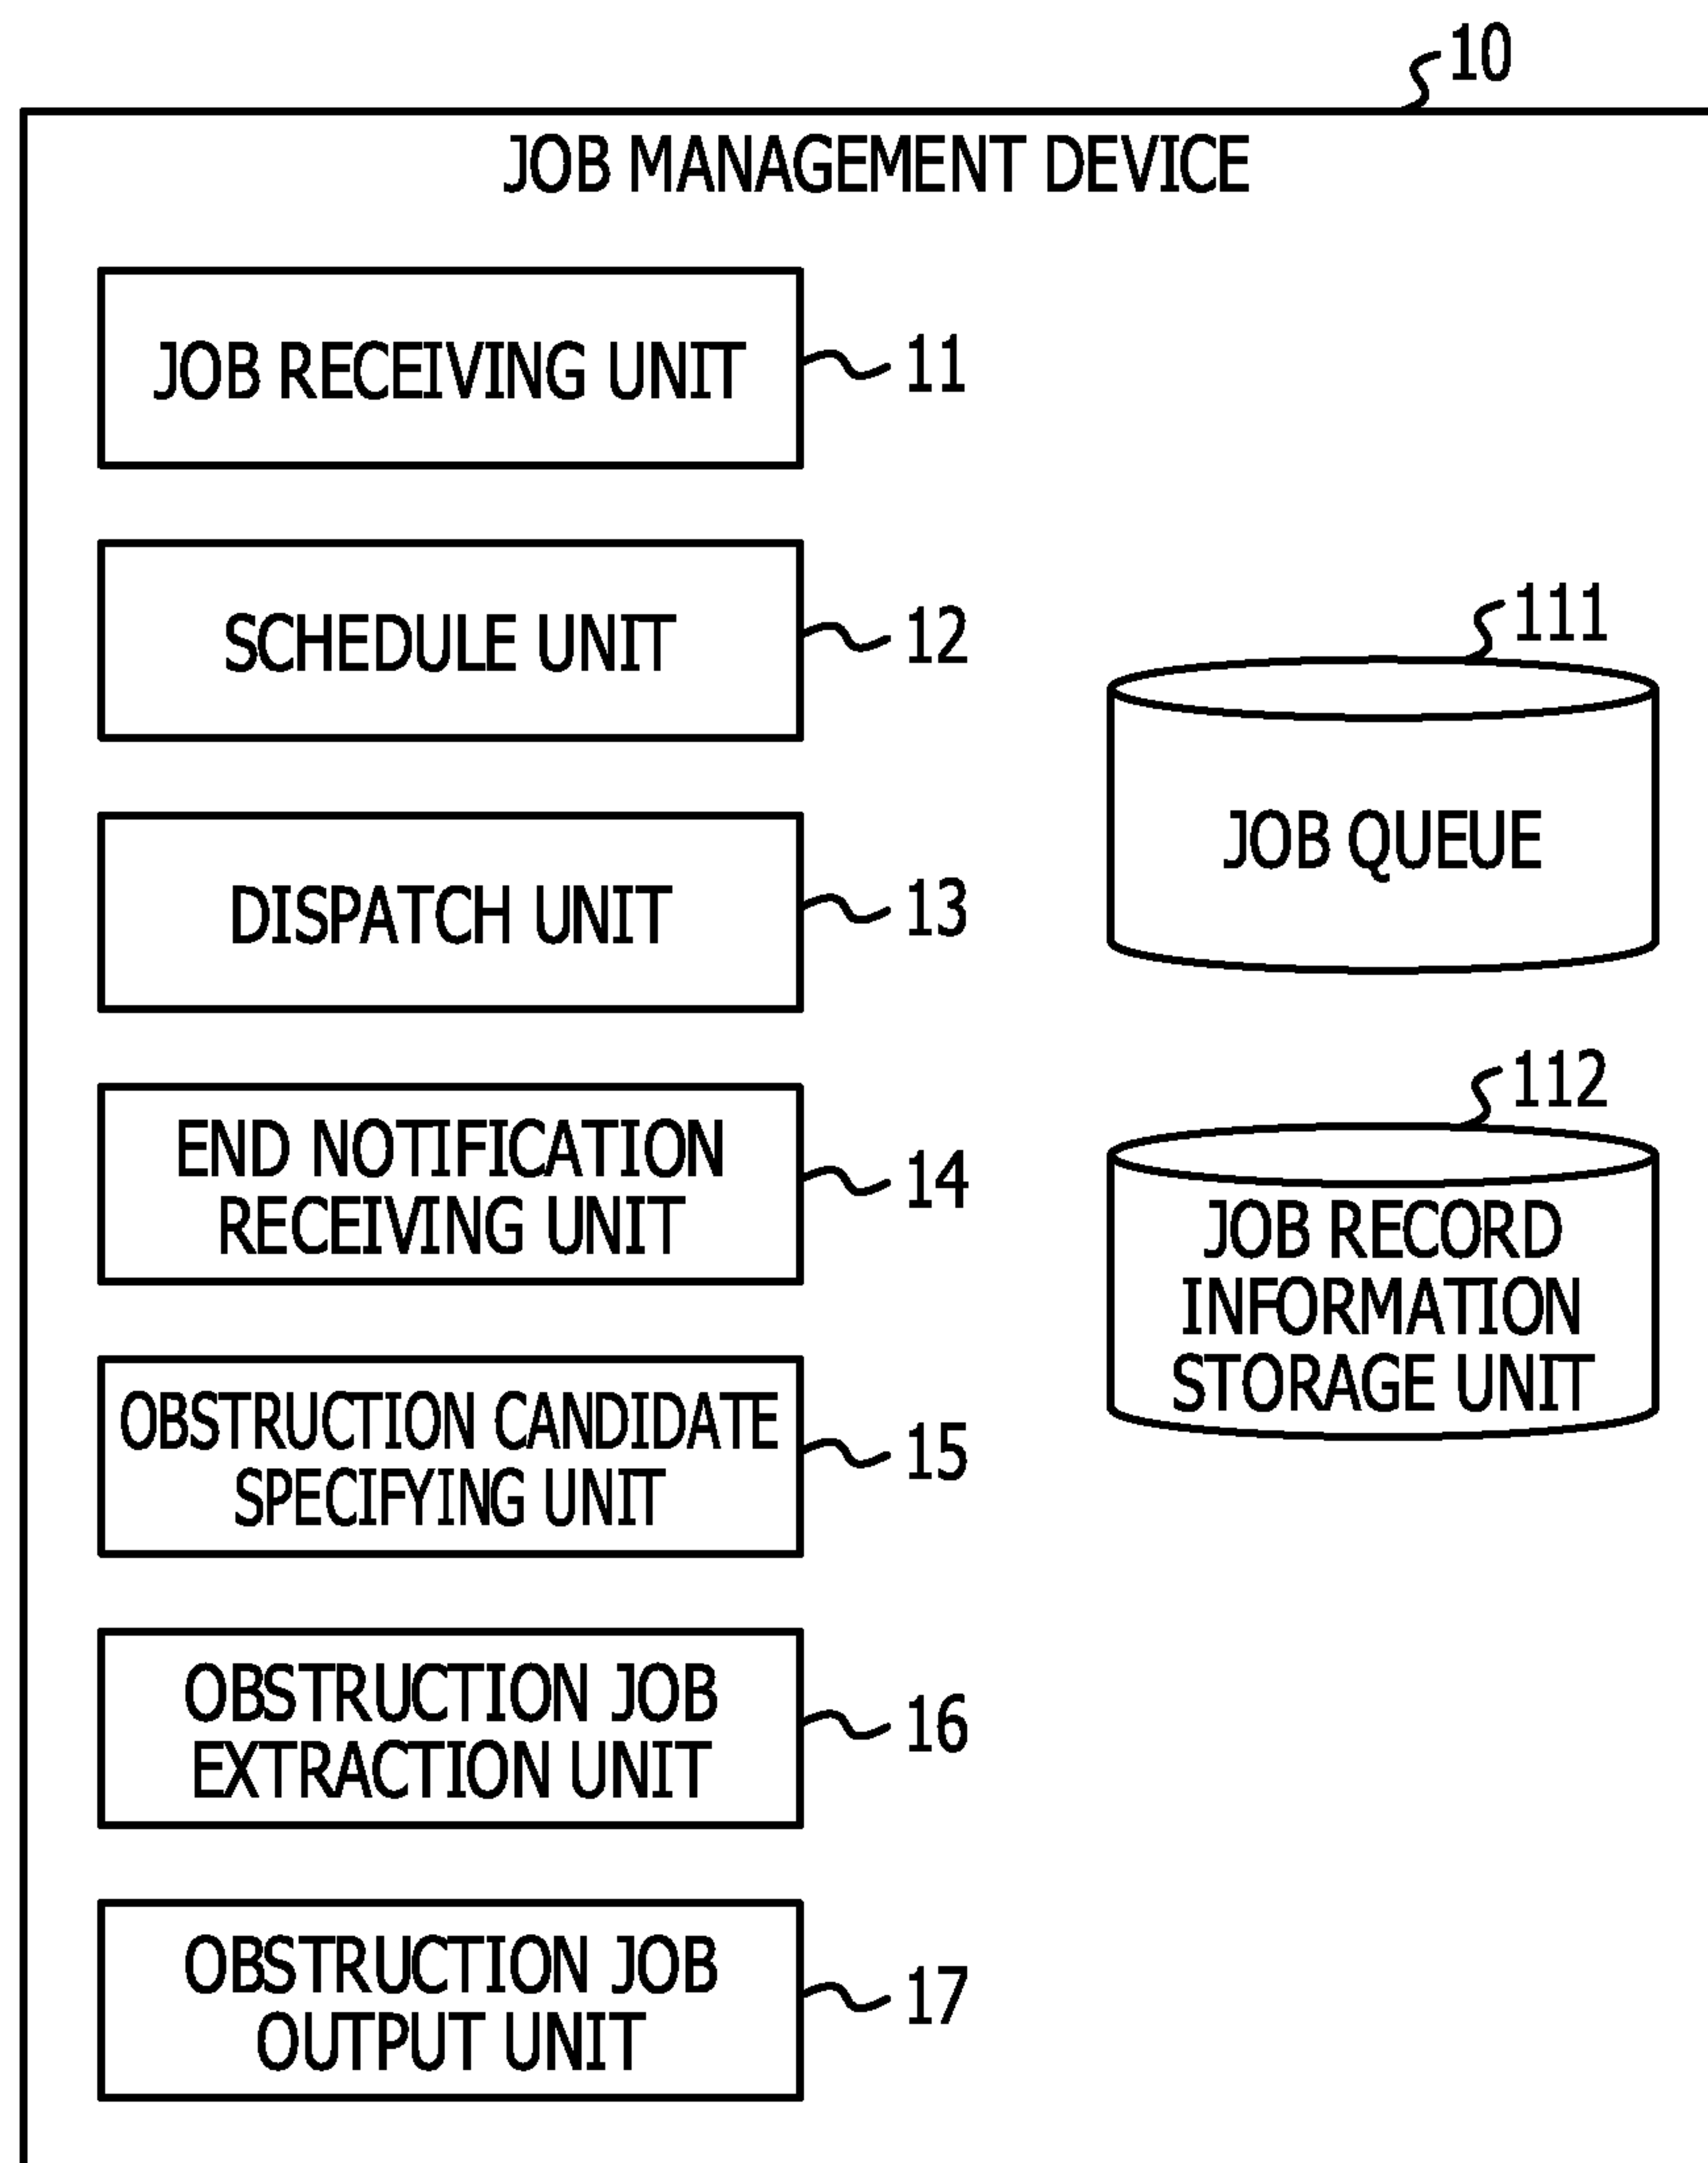 10
JOB MANAGEMENT DEVICE
JOB RECEIVING UNIT
11
SCHEDULE UNIT
12
DISPATCH UNIT
13
END NOTIFICATION
RECEIVING UNIT
14
OBSTRUCTION CANDIDATE
SPECIFYING UNIT
15
OBSTRUCTION JOB
EXTRACTION UNIT
16
OBSTRUCTION JOB
OUTPUT UNIT
17
111
JOB QUEUE
112
JOB RECORD
INFORMATION
STORAGE UNIT